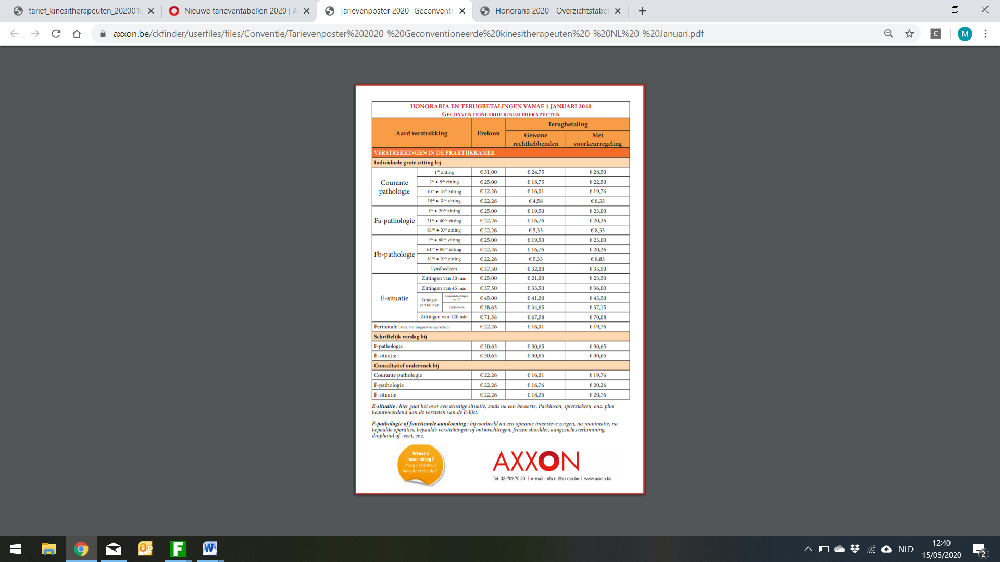 tarief_kinesitherapeuten_202001
Nieuwe tarieventabellen 2020 | A
Tarievenposter 2020- Geconventi
Honoraria 2020 - Overzichtstabel
axxon.be/ckfinder/userfiles/files/Conventie/Tarievenposter%202020-%20Geconventioneerde%20kinesitherapeuten%20-%20NL%20-%20Januari.pdf
C
M
HONORARIA EN TERUGBETALINGEN VANAF 1 JANUARI 2020
GECONVENTIONEERDE KINESITHERAPEUTEN
Aard verstrekking Ereloon Terugbetaling
Gewone rechthebbenden Met voorkeurregeling
VERSTREKKINGEN IN DE PRAKTIJKKAMER
Individuele grote zitting bij
Courante pathologie
1ste zitting € 31,00 € 24,75 € 28,50
2de ► 9de zitting € 25,00 € 18,75 € 22,50
10de ► 18de zitting € 22,26 € 16,01 € 19,76
19de ► Xste zitting € 22,26 € 4,58 € 8,33
Fa-pathologie
1ste ► 20ste zitting € 25,00 € 19,50 € 23,00
21ste ► 60ste zitting € 22,26 € 16,76 € 20,26
61ste ► Xste zitting € 22,26 € 5,33 € 8,33
Fb-pathologie
1ste ► 60ste zitting € 25,00 € 19,50 € 23,00
61ste ► 80ste zitting € 22,26 € 16,76 € 20,26
81ste ► Xste zitting € 22,26 € 5,33 € 8,83
Lymfoedeem € 37,50 € 32,00 € 35,50
E-situatie
Zittingen van 30 min € 25,00 € 21,00 € 23,50
Zittingen van 45 min € 37,50 € 33,50 € 36,00
Zittingen van 60 min
Longaandoeningen en CF € 45,00 € 41,00 € 43,50
Lymfoedeem € 38,65 € 34,65 € 37,15
Zittingen van 120 min € 71,58 € 67,58 € 70,08
Perinatale (Max. 9 zittingen/zwangerschap) € 22,26 € 16,01 € 19,76
Schriftelijk verslag bij
F-pathologie € 30,65 € 30,65 € 30,65
E-situatie € 30,65 € 30,65 € 30,65
Consultatief onderzoek bij
Courante pathologie € 22,26 € 16,01 € 19,76
F-pathologie € 22,26 € 16,76 € 20,26
E-situatie € 22,26 € 18,26 € 20,76
E-situatie : hier gaat het over een ernstige situatie, zoals na een beroerte, Parkinson, spierziekten, enz. plus
beantwoordend aan de vereisten van de E-lijst.
F-pathologie of functionele aandoening : bijvoorbeeld na een opname intensieve zorgen, na reanimatie, na
bepaalde operaties, bepaalde verstuikingen of ontwrichtingen, frozen shoulder, aangezichtsverlamming,
drophand of -voet, enz.
Wenst u
meer uitleg?
Vraag het aan uw
kinesitherapeut(e).
AXXON
Tel. 02-709.70.80 | e-mail: info.nl@axxon.be | www.axxon.be
NLD
12:40
15/05/2020
2